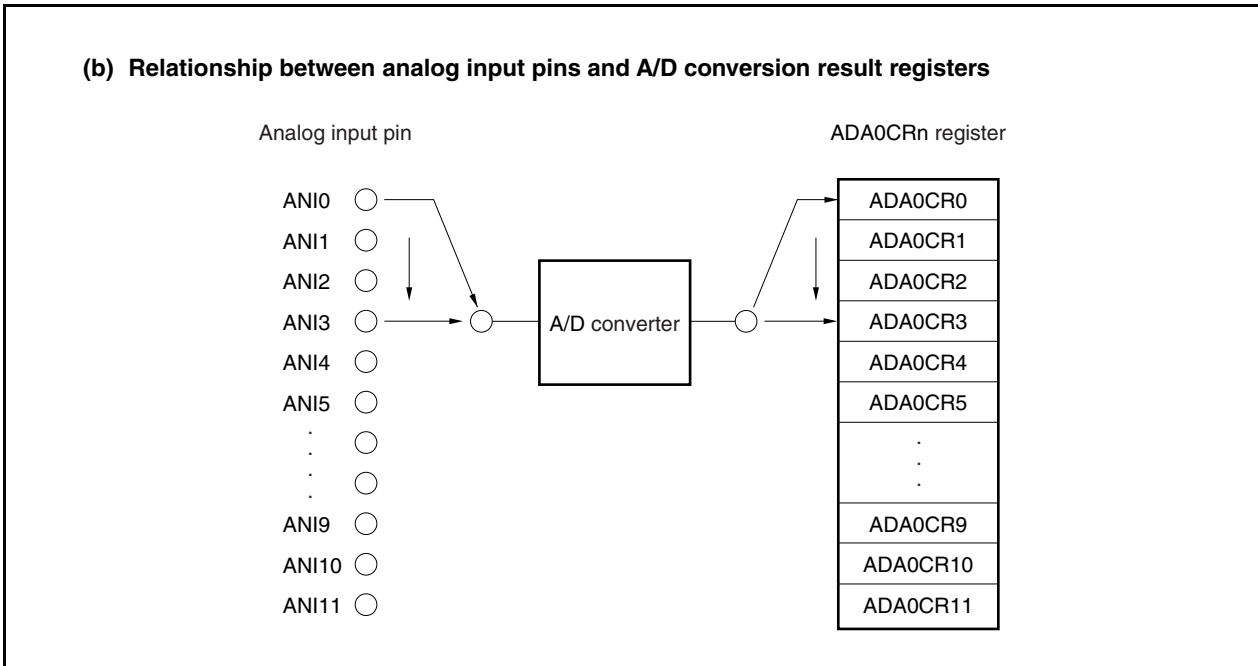 (b) Relationship between analog input pins and A/D conversion result registers
Analog input pin
ADA0CRn register
ANI0
ADA0CR0
ANI1
ADA0CR1
ANI2
ADA0CR2
ANI3
A/D converter
ADA0CR3
ANI4
ADA0CR4
ANI5
ADA0CR5
.
.
.
.
.
.
.
ANI9
ADA0CR9
ANI10
ADA0CR10
ANI11
ADA0CR11